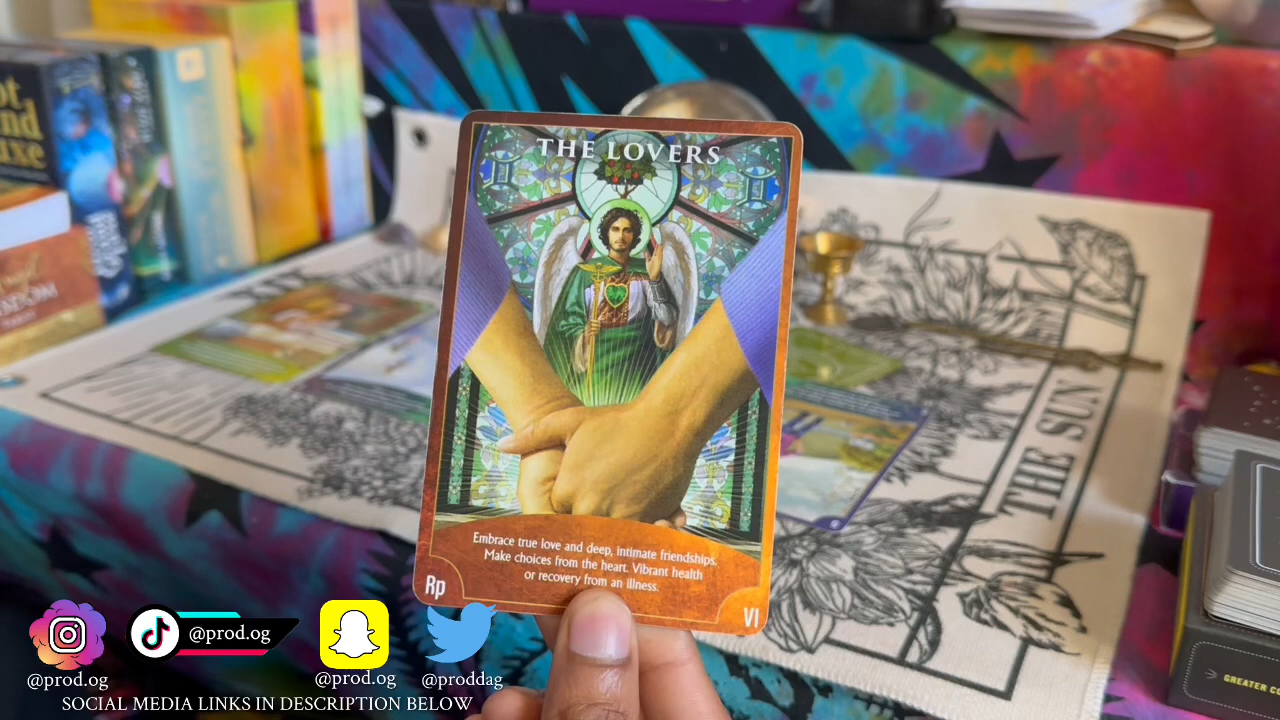 THE LOVERS
Embrace true love and deep, intimate friendships.
Make choices from the heart. Vibrant health
or recovery from an illness.
Rp
VI
THE SUN
GREATER
@prod.og
@prod.og
@prod.og
@proddag
SOCIAL MEDIA LINKS IN DESCRIPTION BELOW